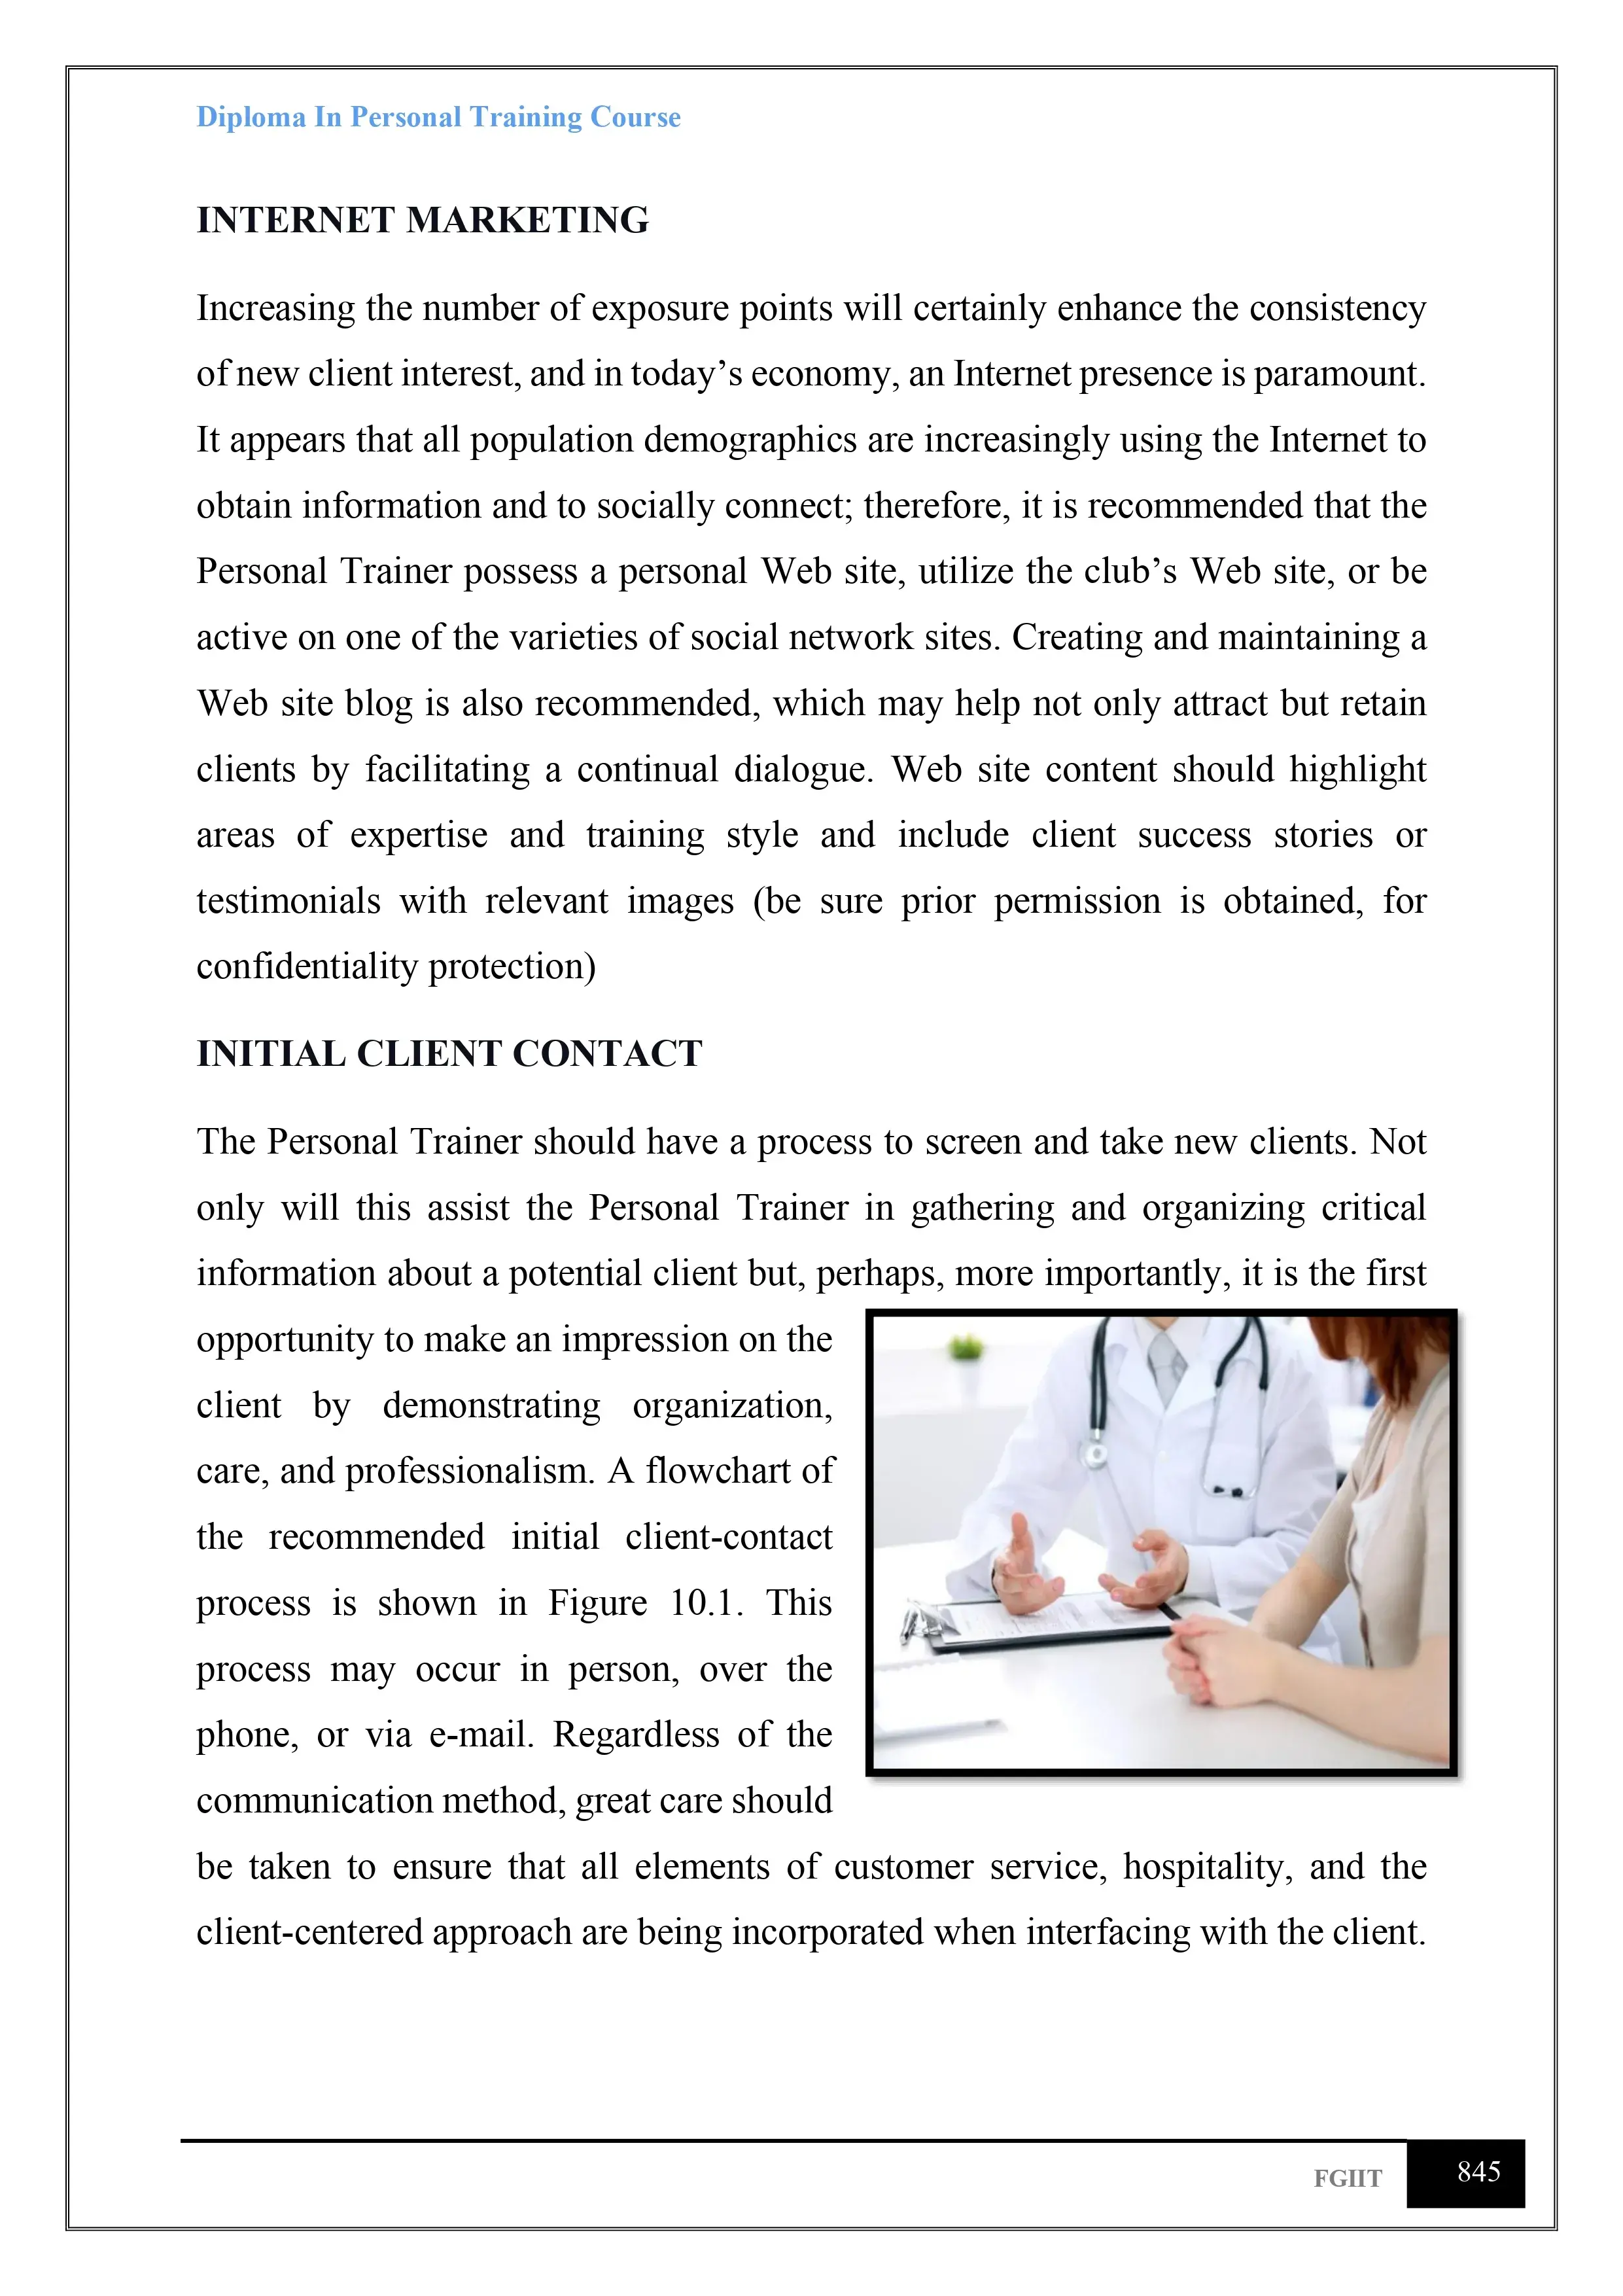 Diploma In Personal Training Course
INTERNET MARKETING
Increasing the number of exposure points will certainly enhance the consistency
of new client interest, and in today’s economy, an Internet presence is paramount.
It appears that all population demographics are increasingly using the Internet to
obtain information and to socially connect; therefore, it is recommended that the
Personal Trainer possess a personal Web site, utilize the club’s Web site, or be
active on one of the varieties of social network sites. Creating and maintaining a
Web site blog is also recommended, which may help not only attract but retain
clients by facilitating a continual dialogue. Web site content should highlight
areas of expertise and training style and include client success stories or
testimonials with relevant images (be sure prior permission is obtained, for
confidentiality protection)
INITIAL CLIENT CONTACT
The Personal Trainer should have a process to screen and take new clients. Not
only will this assist the Personal Trainer in gathering and organizing critical
information about a potential client but, perhaps, more importantly, it is the first
opportunity to make an impression on the
client by demonstrating organization,
care, and professionalism. A flowchart of
the recommended initial client-contact
process is shown in Figure 10.1. This
process may occur in person, over the
phone, or via e-mail. Regardless of the
communication method, great care should
be taken to ensure that all elements of customer service, hospitality, and the
client-centered approach are being incorporated when interfacing with the client.
FGIIT 845